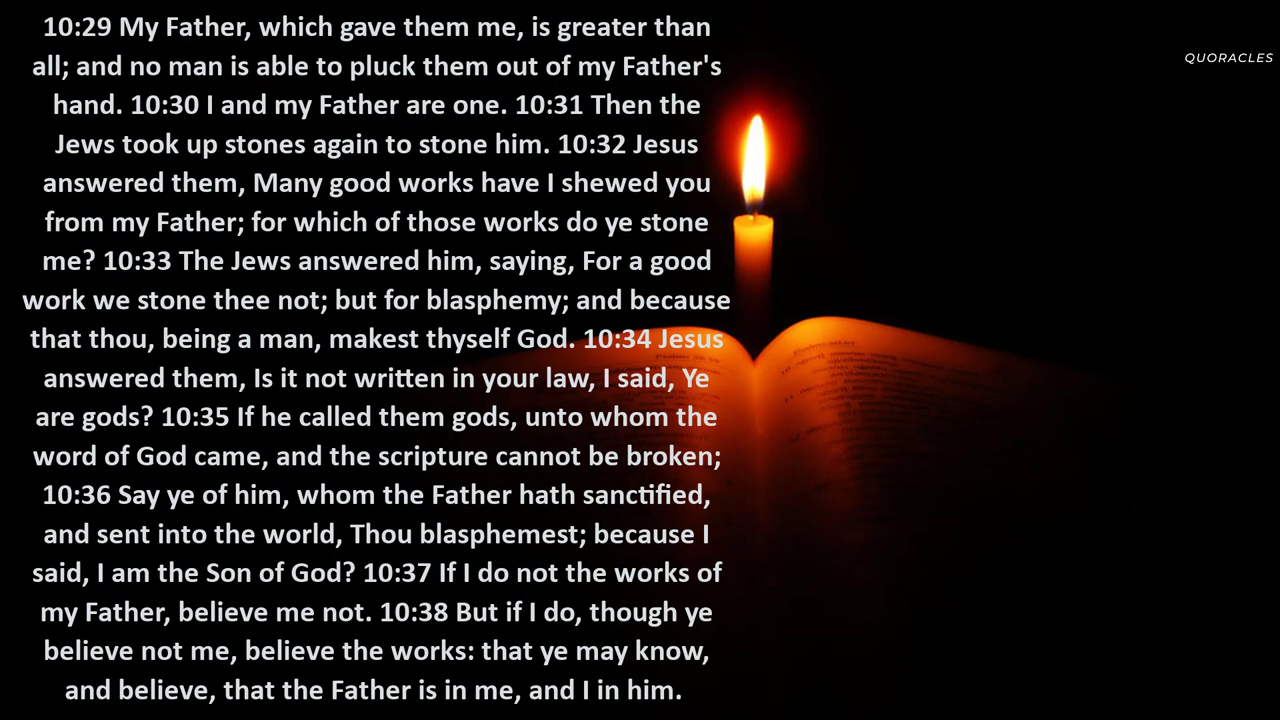 10:29 My Father, which gave them me, is greater than
all; and no man is able to pluck them out of my Father's
hand. 10:30 I and my Father are one. 10:31 Then the
Jews took up stones again to stone him. 10:32 Jesus
answered them, Many good works have I shewed you
from my Father; for which of those works do ye stone
me? 10:33 The Jews answered him, saying, For a good
work we stone thee not; but for blasphemy; and because
that thou, being a man, makest thyself God. 10:34 Jesus
answered them, Is it not written in your law, I said, Ye
are gods? 10:35 If he called them gods, unto whom the
word of God came, and the scripture cannot be broken;
10:36 Say ye of him, whom the Father hath sanctified,
and sent into the world, Thou blasphemest; because I
said, I am the Son of God? 10:37 If I do not the works of
my Father, believe me not. 10:38 But if I do, though ye
believe not me, believe the works: that ye may know,
and believe, that the Father is in me, and I in him.
QUORACLES